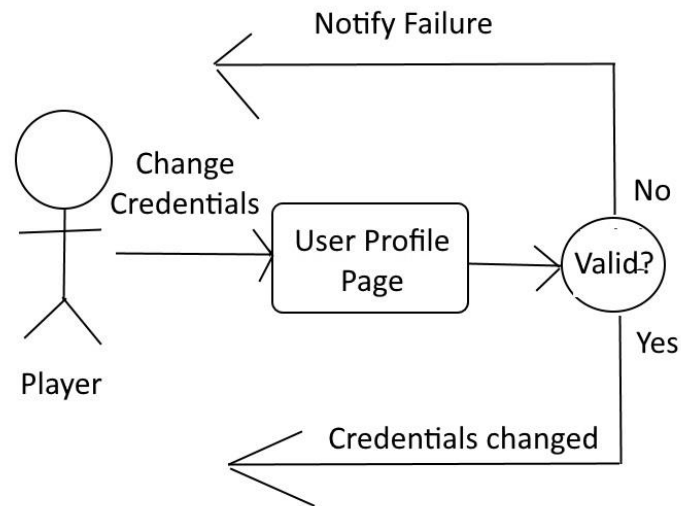 Notify Failure
Change
Credentials
User Profile
Page
Valid?
No
Yes
Player
Credentials changed